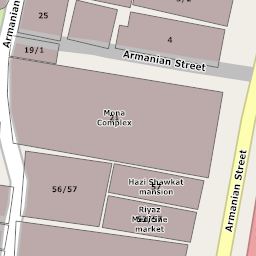 25
4
Armanian
19/1
Armanian Street
Mona
Complex
Hazi Shawkat
mansion
56/57
Riyaz
market
Armanian Street